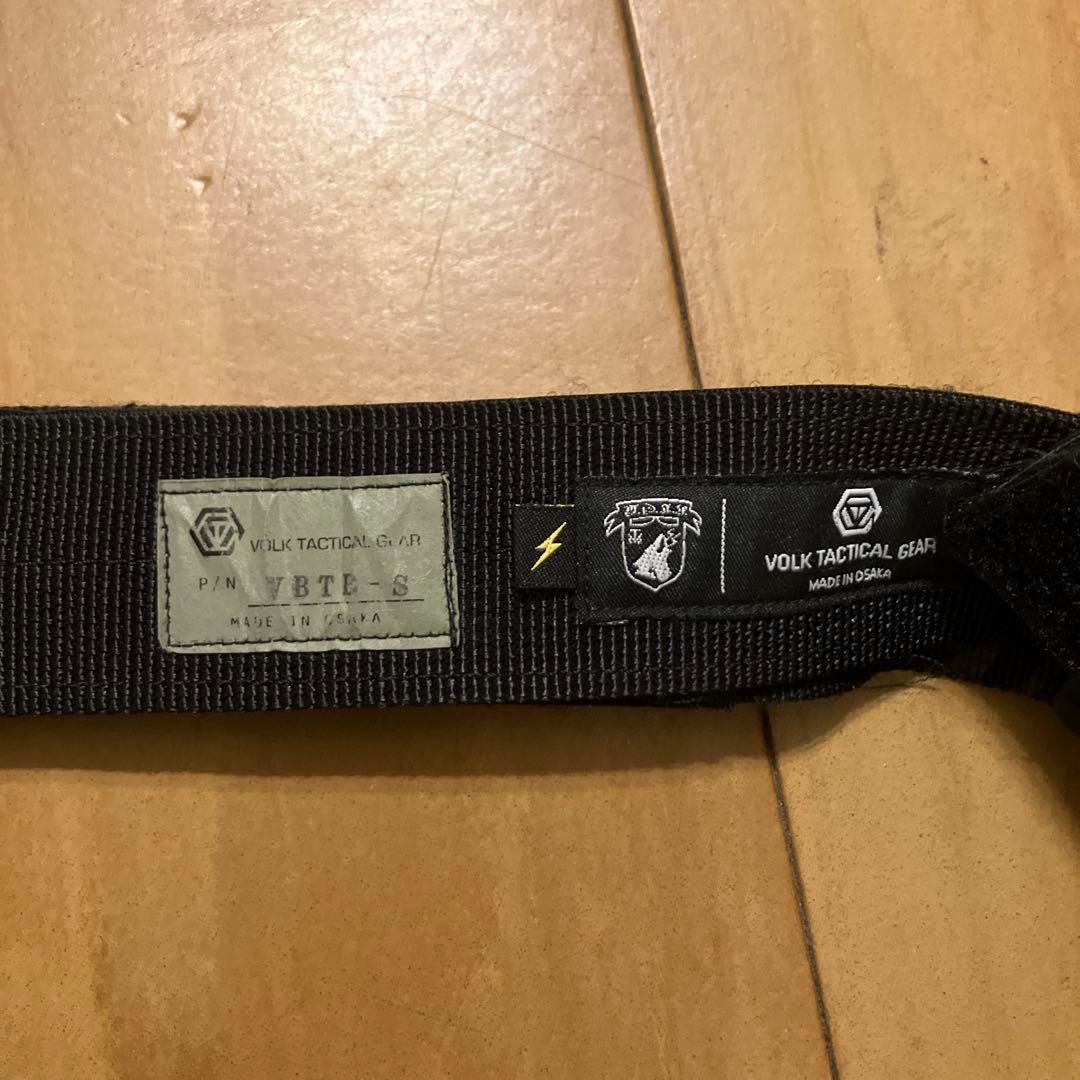 VOLK TACTICAL GEAR
P/N VBTB-S
MADE IN OSAKA
VOLK TACTICAL GEAR
MADE IN OSAKA